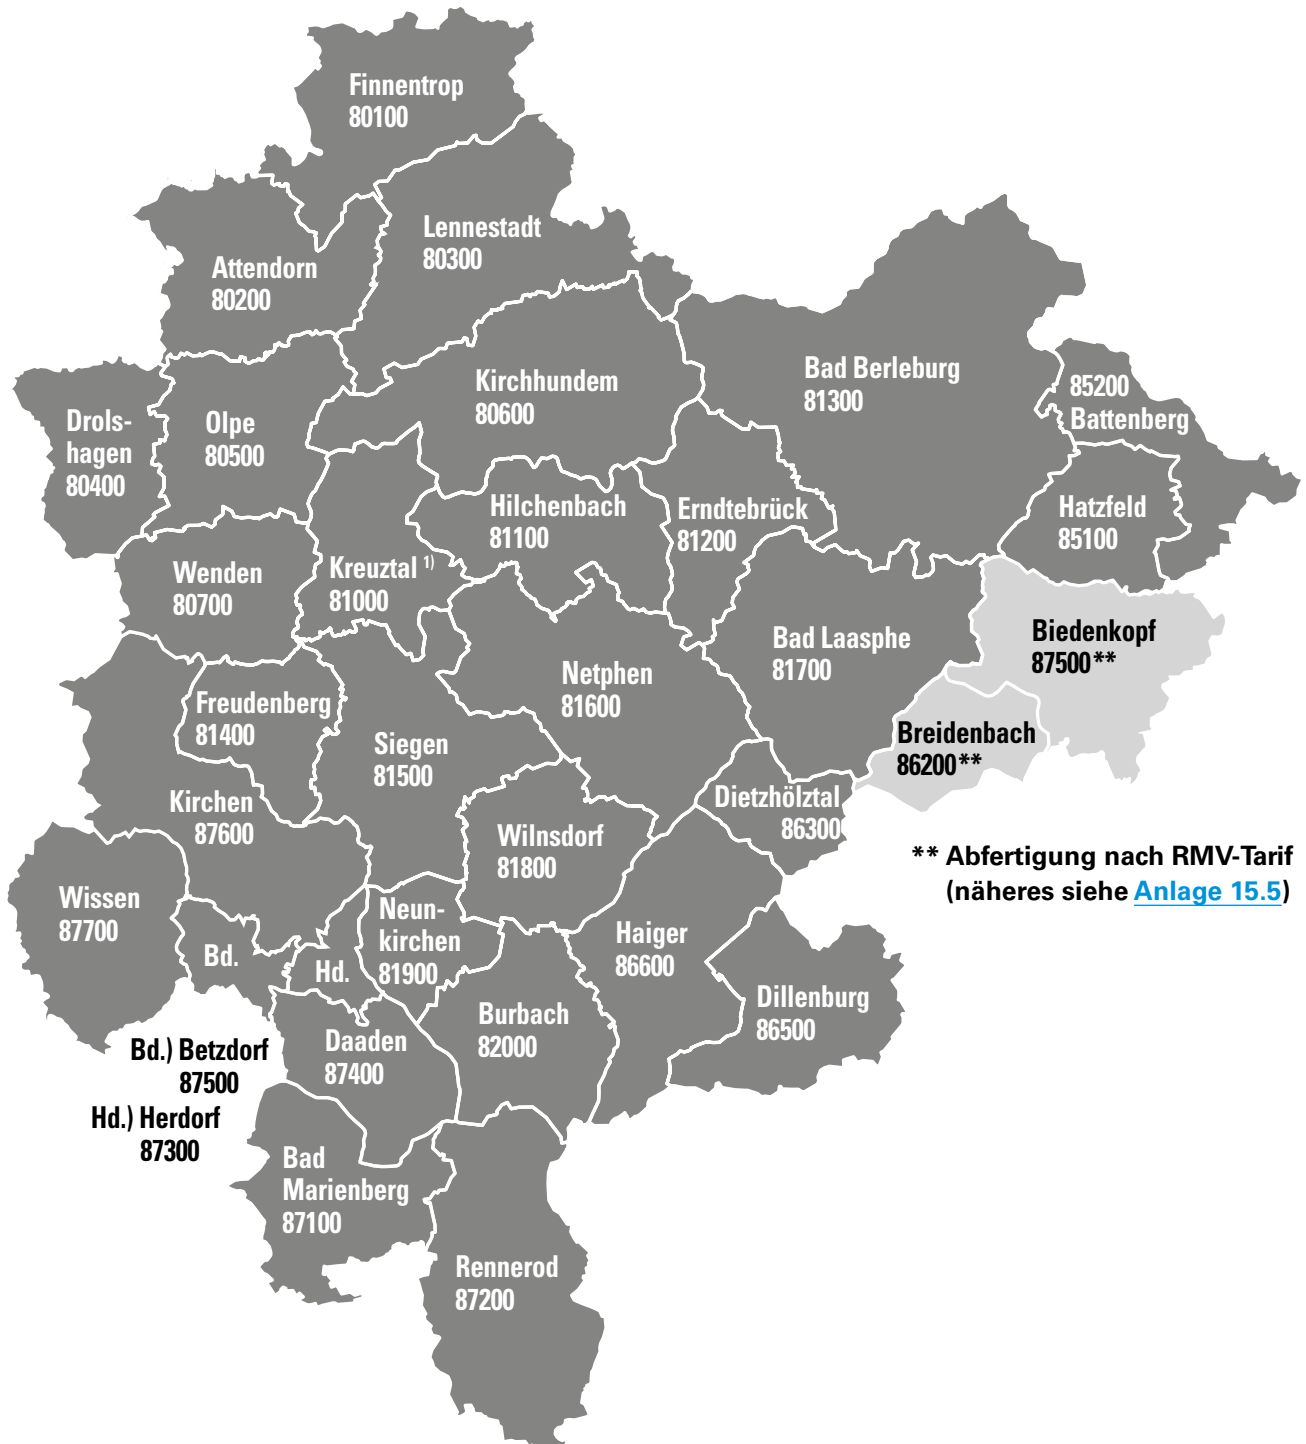 Finnentrop
80100
Lennestadt
80300
Attendorn
80200
Bad Berleburg
81300
Kirchhundem
80600
85200
Battenberg
Drols-
hagen
80400
Olpe
80500
Hilchenbach
81100
Erndtebrück
81200
Hatzfeld
85100
Wenden
80700
Kreuztal 1)
81000
Bad Laasphe
81700
Biedenkopf
87500**
Netphen
81600
Freudenberg
81400
Siegen
81500
Breidenbach
86200**
Dietzhölztal
86300
Kirchen
87600
Wilnsdorf
81800
** Abfertigung nach RMV-Tarif
(näheres siehe Anlage 15.5)
Wissen
87700
Neun-
kirchen
81900
Haiger
86600
Bd.
Hd.
Dillenburg
86500
Burbach
82000
Daaden
87400
Bd.) Betzdorf
87500
Hd.) Herdorf
87300
Bad
Marienberg
87100
Rennerod
87200